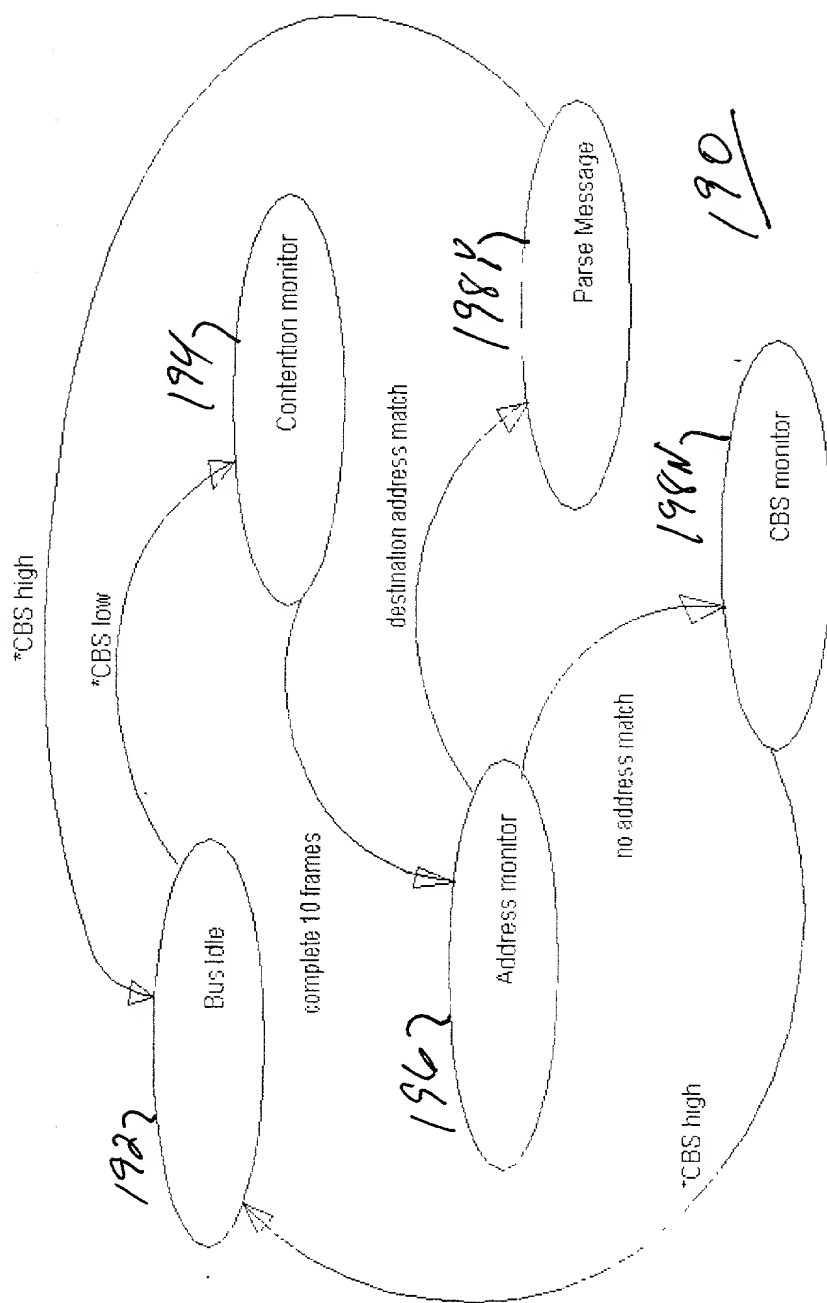 *CBS high
*CBS low
192
Bus Idle
194
Contention monitor
complete 10 frames
destination address match
196
Address monitor
198Y
Parse Message
no address match
198N
CBS monitor
*CBS high
190